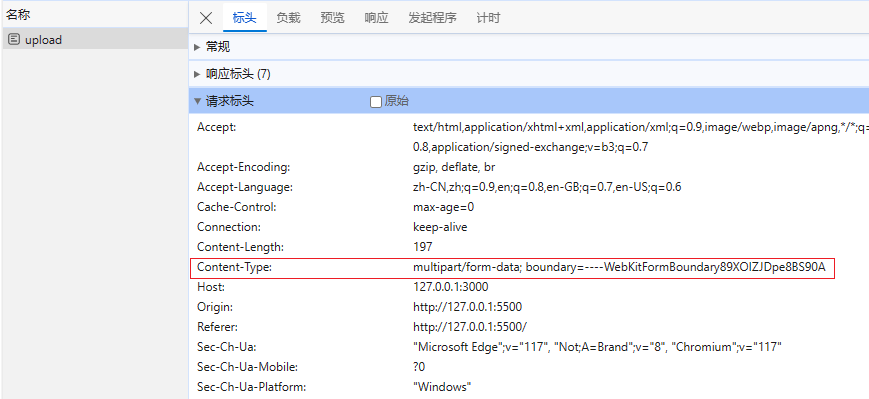 名称
upload
标头 负载 预览 响应 发起程序 计时
常规
响应标头 (7)
请求标头 原始
Accept: text/html,application/xhtml+xml,application/xml;q=0.9,image/webp,image/apng,*/*;q=
0.8,application/signed-exchange;v=b3;q=0.7
Accept-Encoding: gzip, deflate, br
Accept-Language: zh-CN,zh;q=0.9,en;q=0.8,en-GB;q=0.7,en-US;q=0.6
Cache-Control: max-age=0
Connection: keep-alive
Content-Length: 197
Content-Type: multipart/form-data; boundary=----WebKitFormBoundary89XOIZJDpe8BS90A
Host: 127.0.0.1:3000
Origin: http://127.0.0.1:5500
Referer: http://127.0.0.1:5500/
Sec-Ch-Ua: "Microsoft Edge";v="117", "Not;A=Brand";v="8", "Chromium";v="117"
Sec-Ch-Ua-Mobile: ?0
Sec-Ch-Ua-Platform: "Windows"